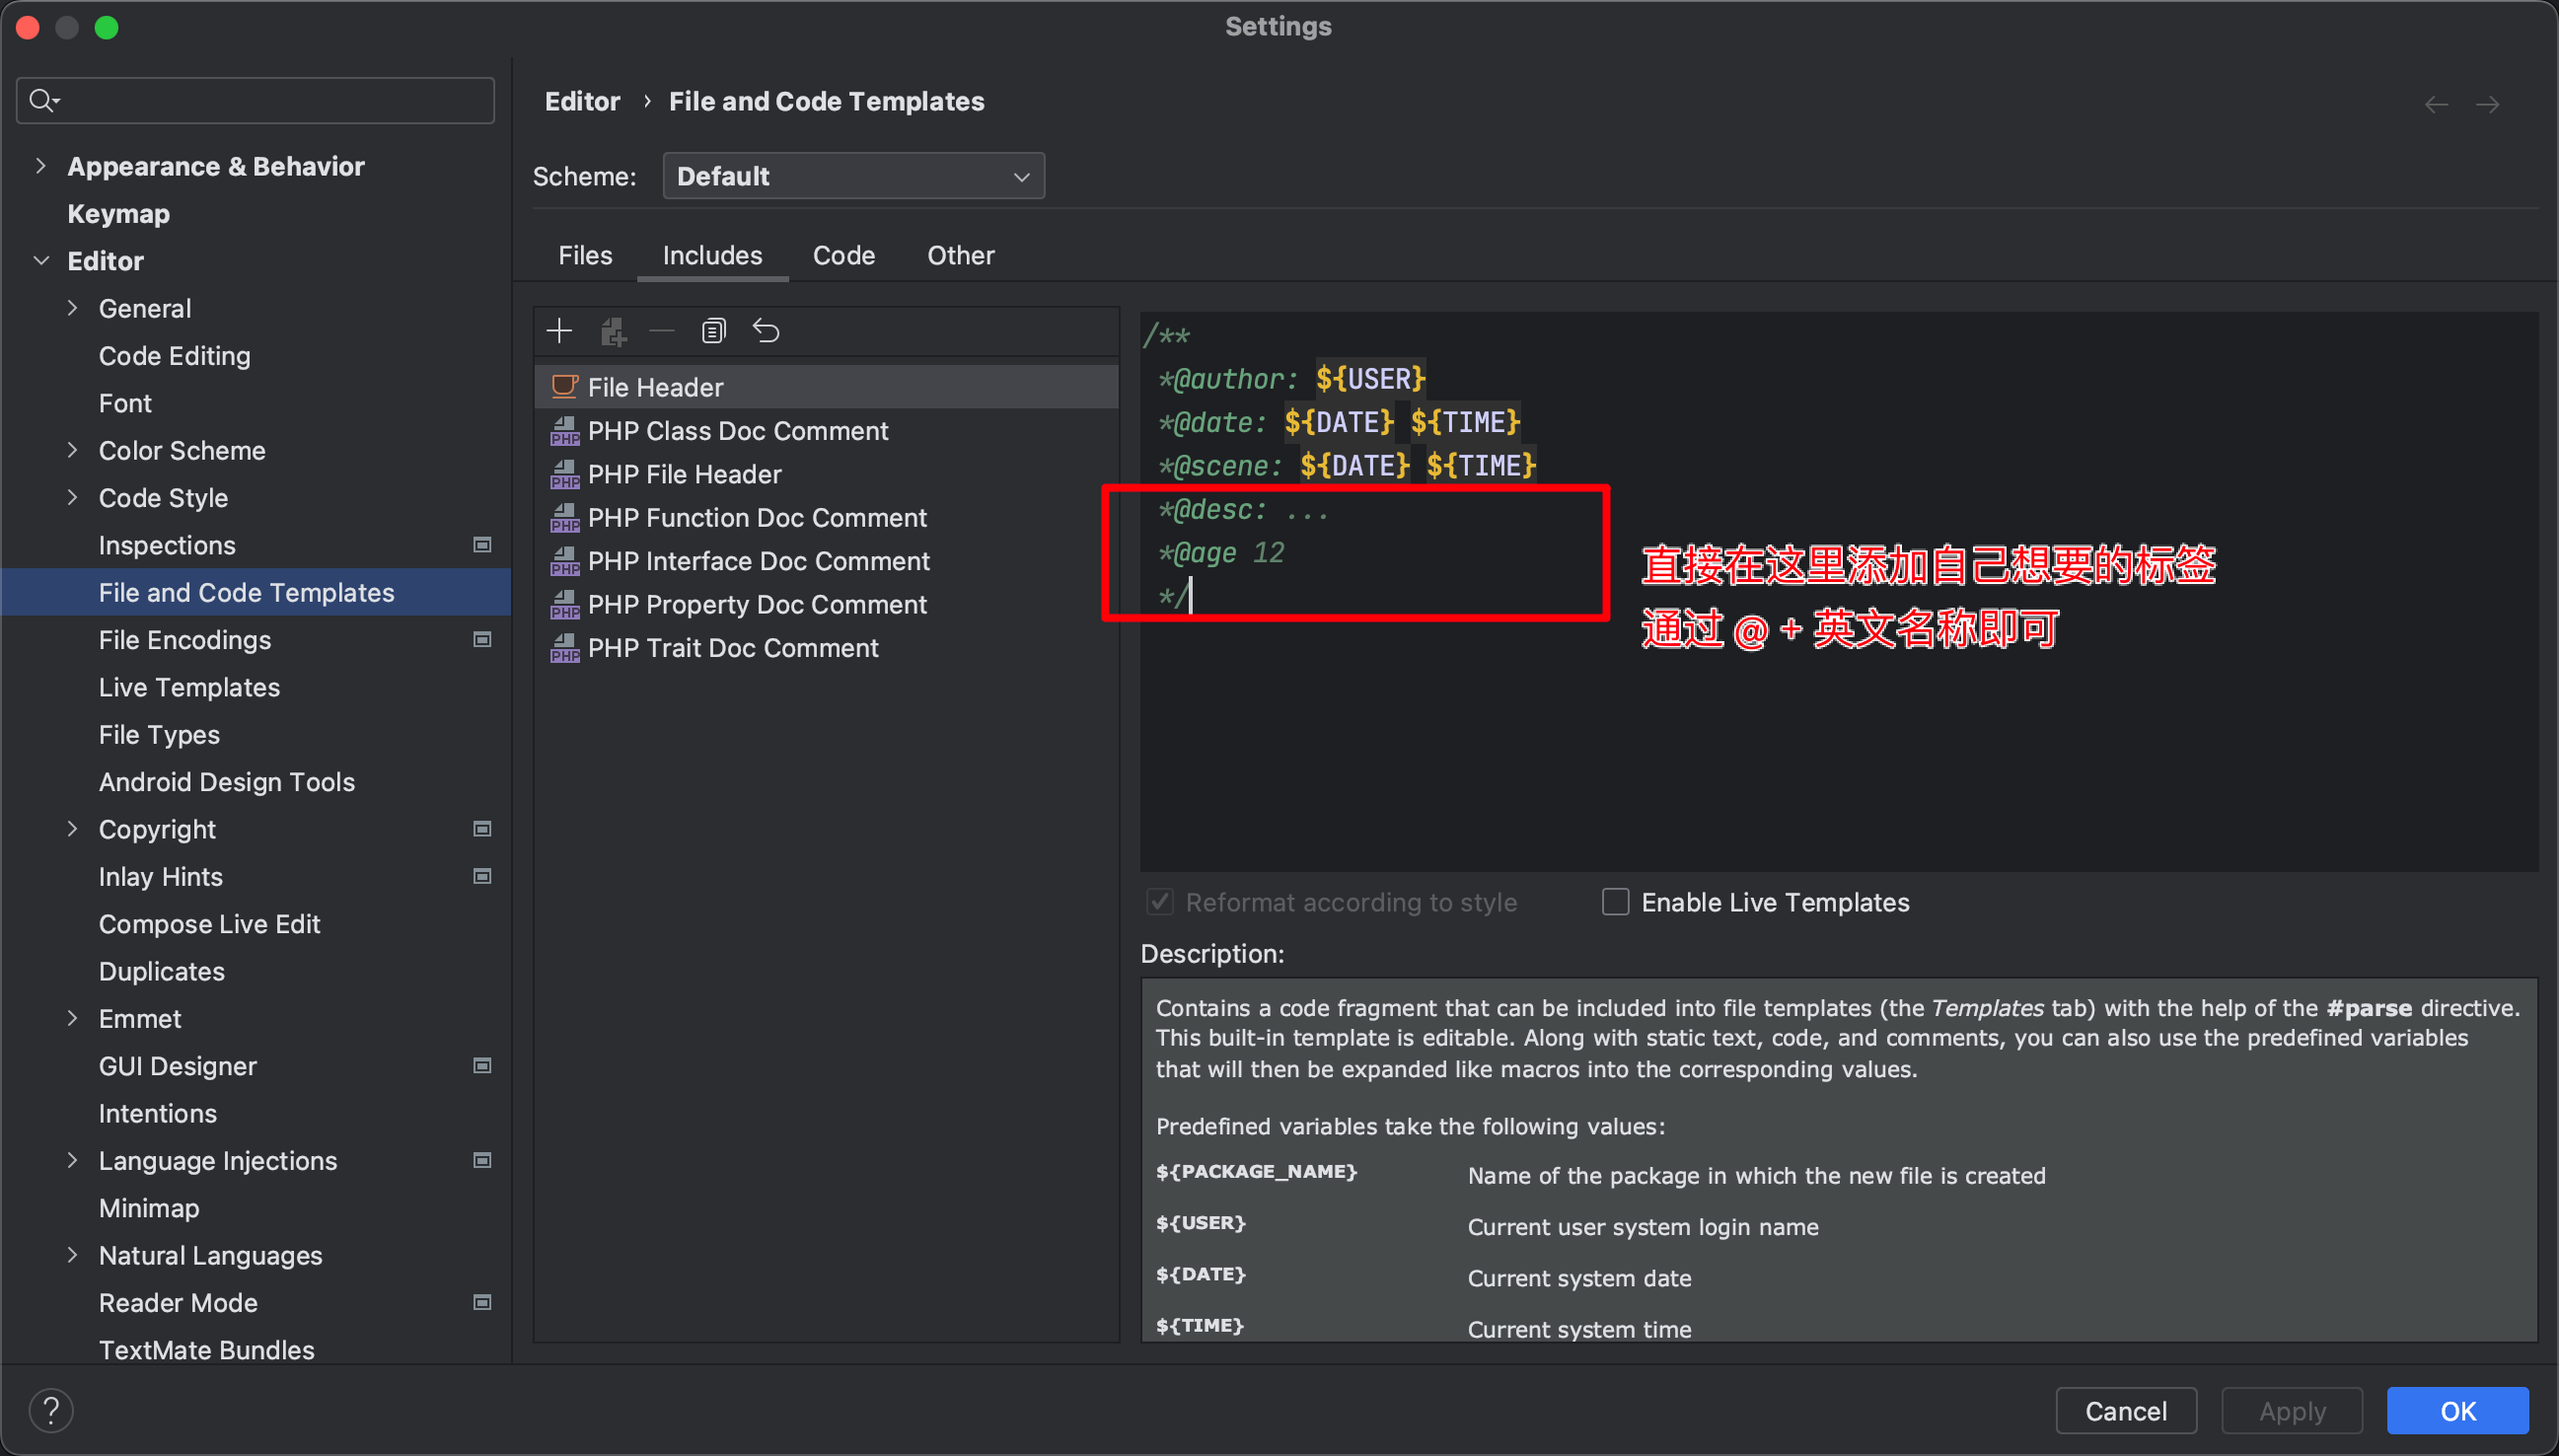 Settings
Appearance & Behavior
Keymap
Editor
General
Code Editing
Font
Color Scheme
Code Style
Inspections
File and Code Templates
File Encodings
Live Templates
File Types
Android Design Tools
Copyright
Inlay Hints
Compose Live Edit
Duplicates
Emmet
GUI Designer
Intentions
Language Injections
Minimap
Natural Languages
Reader Mode
TextMate Bundles
Editor › File and Code Templates
Scheme: Default
Files Includes Code Other
File Header
PHP Class Doc Comment
PHP File Header
PHP Function Doc Comment
PHP Interface Doc Comment
PHP Property Doc Comment
PHP Trait Doc Comment
/**
*@author: ${USER}
*@date: ${DATE} ${TIME}
*@scene: ${DATE} ${TIME}
*@desc: ...
*@age 12
*/
直接在这里添加自己想要的标签
通过 @ + 英文名称即可
Reformat according to style Enable Live Templates
Description:
Contains a code fragment that can be included into file templates (the Templates tab) with the help of the #parse directive.
This built-in template is editable. Along with static text, code, and comments, you can also use the predefined variables
that will then be expanded like macros into the corresponding values.
Predefined variables take the following values:
${PACKAGE_NAME} Name of the package in which the new file is created
${USER} Current user system login name
${DATE} Current system date
${TIME} Current system time
? Cancel Apply OK